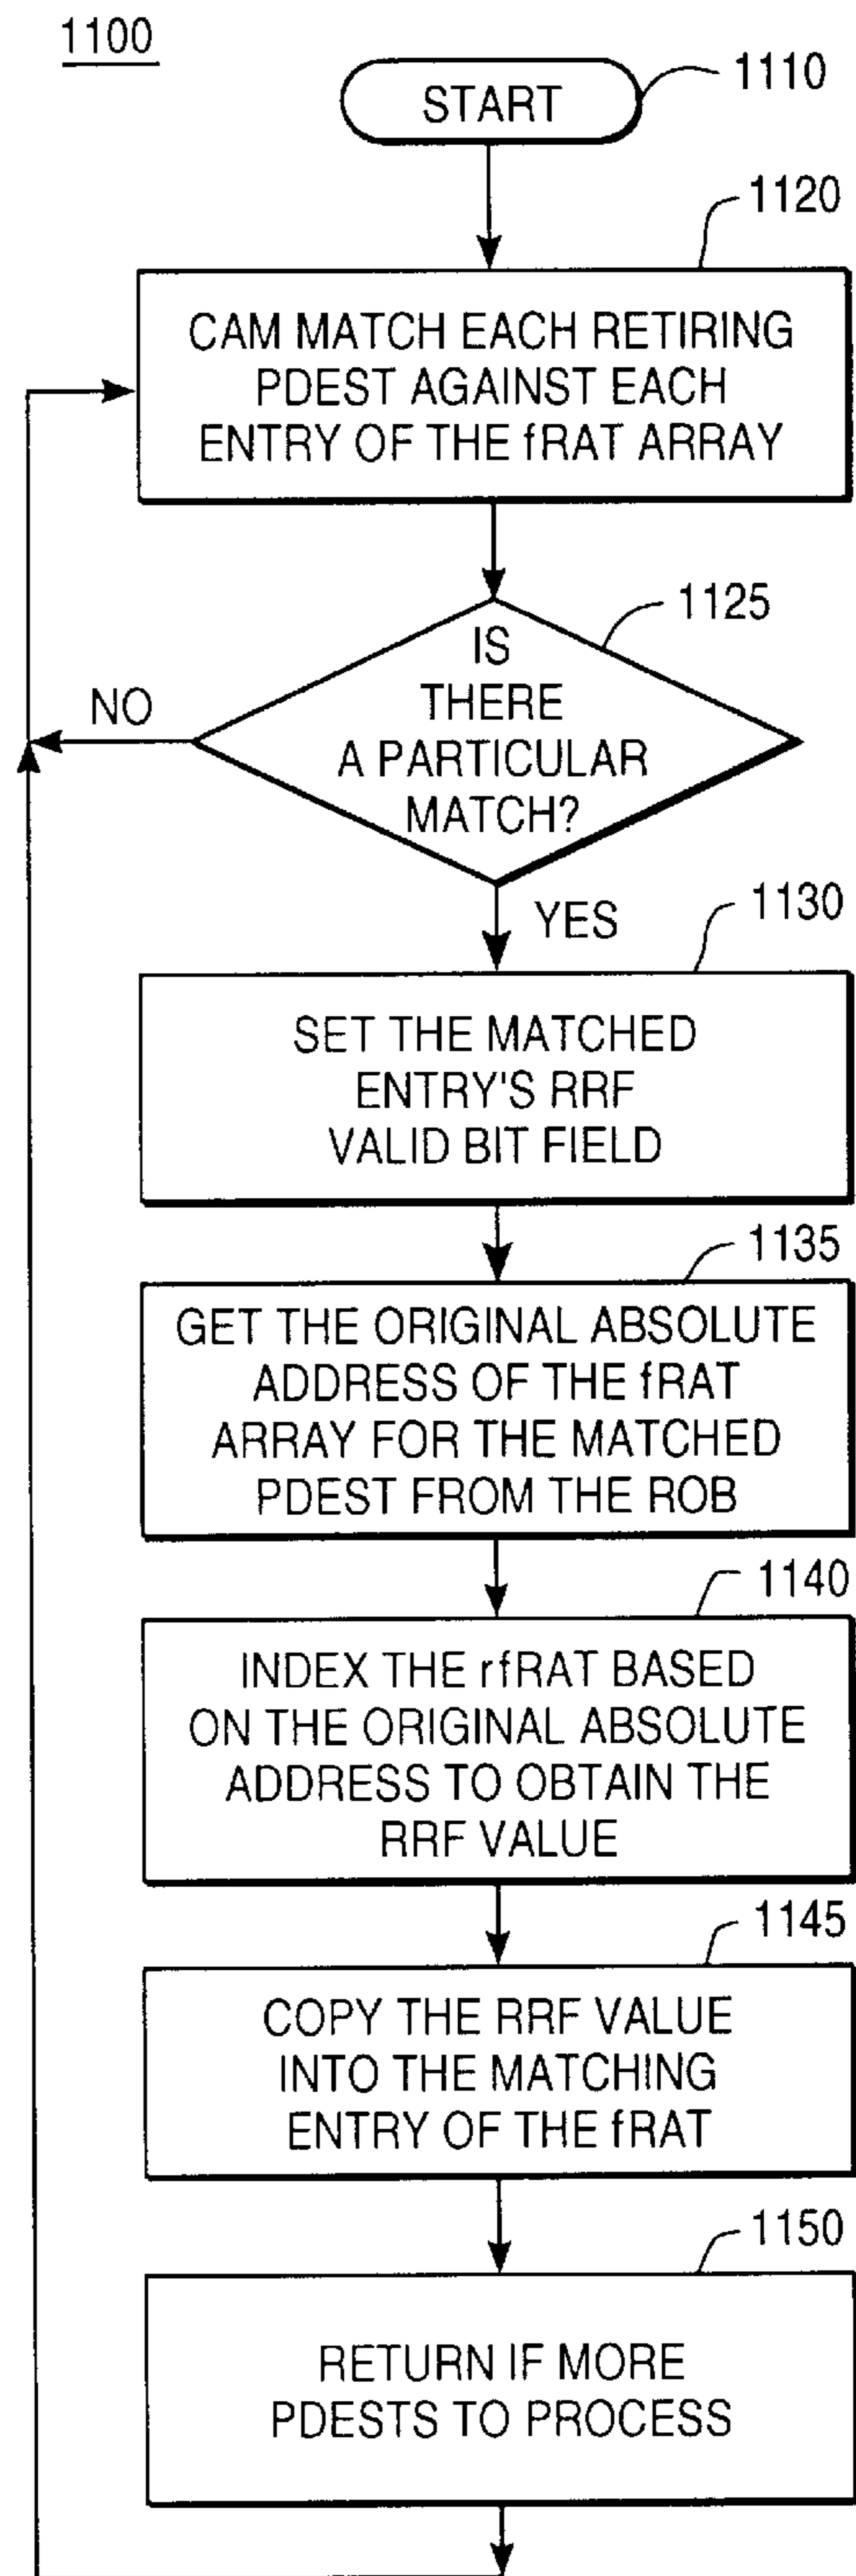 1100
START
1110
1120
CAM MATCH EACH RETIRING
PDEST AGAINST EACH
ENTRY OF THE fRAT ARRAY
1125
IS
THERE
A PARTICULAR
MATCH?
NO
YES
1130
SET THE MATCHED
ENTRY'S RRF
VALID BIT FIELD
1135
GET THE ORIGINAL ABSOLUTE
ADDRESS OF THE fRAT
ARRAY FOR THE MATCHED
PDEST FROM THE ROB
1140
INDEX THE rfRAT BASED
ON THE ORIGINAL ABSOLUTE
ADDRESS TO OBTAIN THE
RRF VALUE
1145
COPY THE RRF VALUE
INTO THE MATCHING
ENTRY OF THE fRAT
1150
RETURN IF MORE
PDESTS TO PROCESS